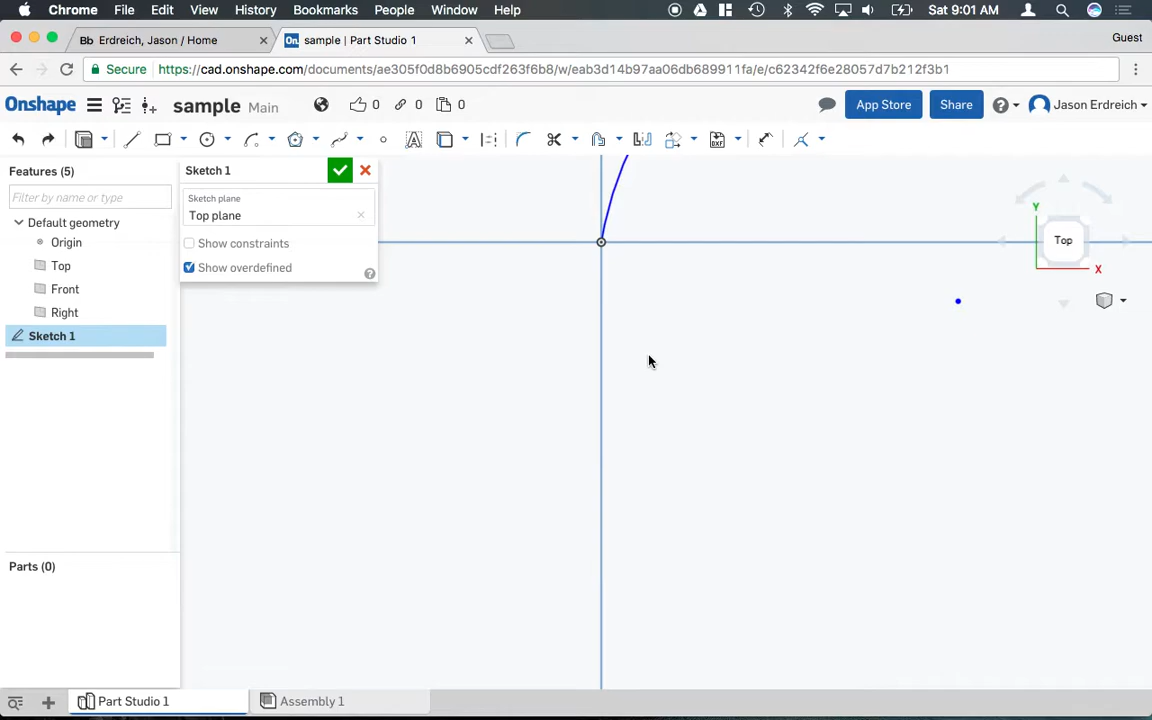 Chrome File Edit View History Bookmarks People Window Help Sat 9:01 AM
Bb Erdreich, Jason / Home On. sample | Part Studio 1 Guest
Secure https://cad.onshape.com/documents/ae305f0d8b6905cdf263f6b8/w/eab3d14b97aa06db689911fa/e/c62342f6e28057d7b212f3b1
Onshape sample Main 0 0 0 App Store Share Jason Erdreich
A DXF
Features (5)
Filter by name or type
Default geometry
Origin
Top
Front
Right
Sketch 1
Sketch 1
Sketch plane
Top plane
Show constraints
Show overdefined
Y
Top
X
Parts (0)
Part Studio 1 Assembly 1